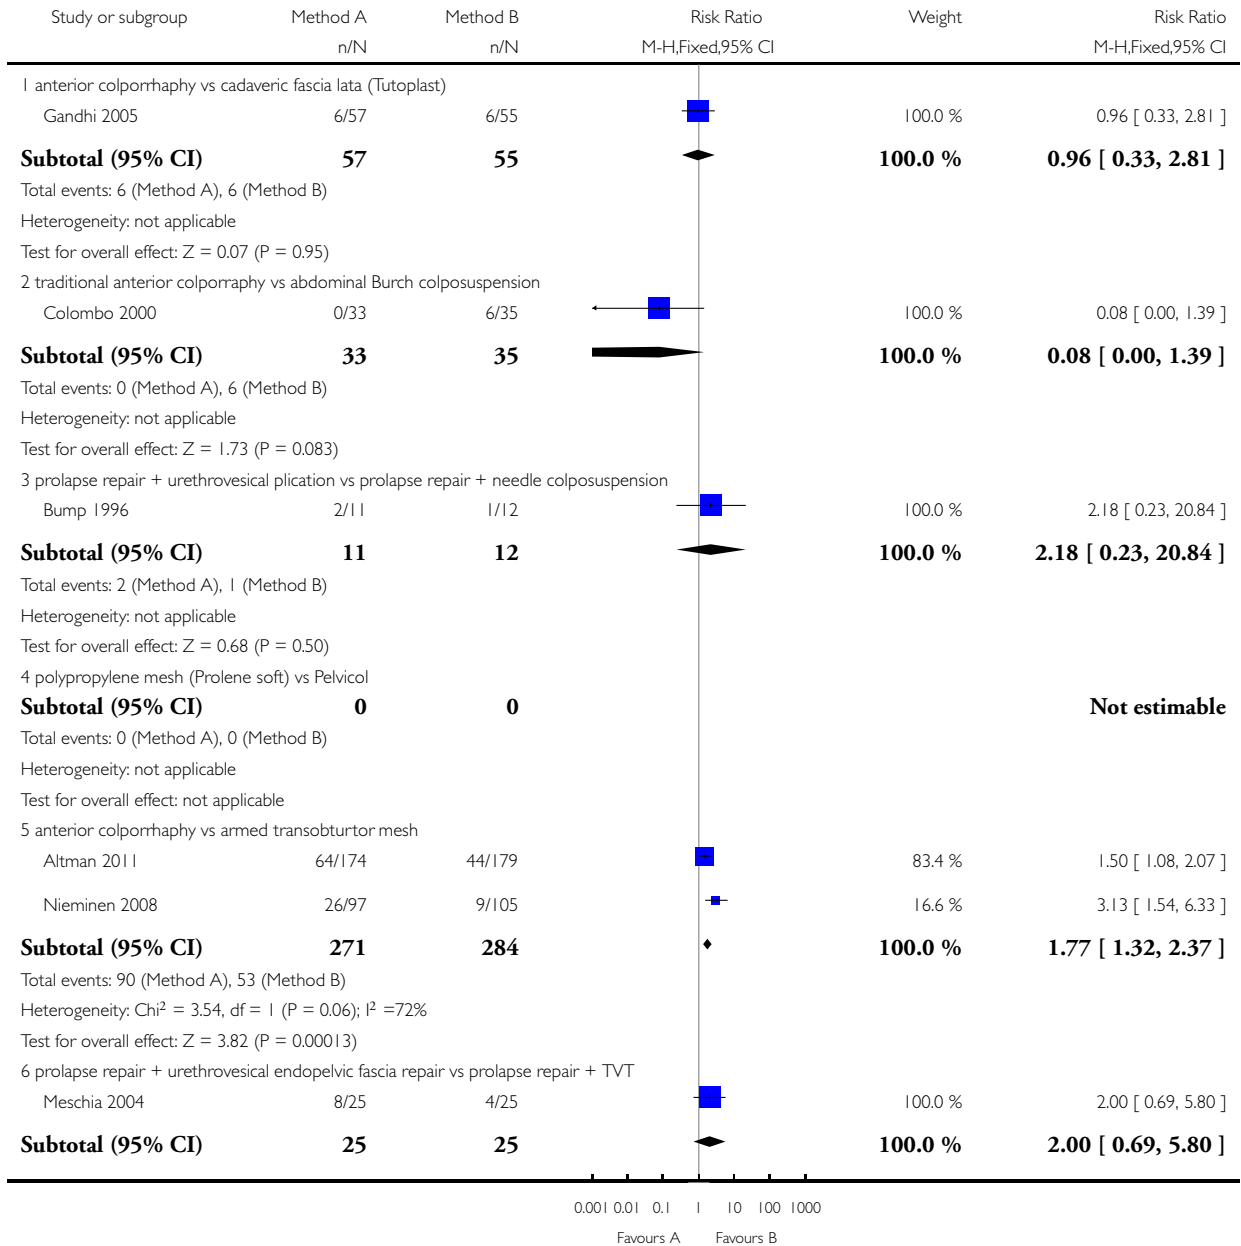 Study or subgroup Method A Method B Risk Ratio Weight Risk Ratio
n/N n/N M-H,Fixed,95% CI M-H,Fixed,95% CI
1 anterior colporrhaphy vs cadaveric fascia lata (Tutoplast)
Gandhi 2005 6/57 6/55 100.0 % 0.96 [ 0.33, 2.81 ]
Subtotal (95% CI) 57 55 100.0 % 0.96 [ 0.33, 2.81 ]
Total events: 6 (Method A), 6 (Method B)
Heterogeneity: not applicable
Test for overall effect: Z = 0.07 (P = 0.95)
2 traditional anterior colporraphy vs abdominal Burch colposuspension
Colombo 2000 0/33 6/35 100.0 % 0.08 [ 0.00, 1.39 ]
Subtotal (95% CI) 33 35 100.0 % 0.08 [ 0.00, 1.39 ]
Total events: 0 (Method A), 6 (Method B)
Heterogeneity: not applicable
Test for overall effect: Z = 1.73 (P = 0.083)
3 prolapse repair + urethrovesical plication vs prolapse repair + needle colposuspension
Bump 1996 2/11 1/12 100.0 % 2.18 [ 0.23, 20.84 ]
Subtotal (95% CI) 11 12 100.0 % 2.18 [ 0.23, 20.84 ]
Total events: 2 (Method A), 1 (Method B)
Heterogeneity: not applicable
Test for overall effect: Z = 0.68 (P = 0.50)
4 polypropylene mesh (Prolene soft) vs Pelvicol
Subtotal (95% CI) 0 0 Not estimable
Total events: 0 (Method A), 0 (Method B)
Heterogeneity: not applicable
Test for overall effect: not applicable
5 anterior colporrhaphy vs armed transobturtor mesh
Altman 2011 64/174 44/179 83.4 % 1.50 [ 1.08, 2.07 ]
Nieminen 2008 26/97 9/105 16.6 % 3.13 [ 1.54, 6.33 ]
Subtotal (95% CI) 271 284 100.0 % 1.77 [ 1.32, 2.37 ]
Total events: 90 (Method A), 53 (Method B)
Heterogeneity: Chi² = 3.54, df = 1 (P = 0.06); I² =72%
Test for overall effect: Z = 3.82 (P = 0.00013)
6 prolapse repair + urethrovesical endopelvic fascia repair vs prolapse repair + TVT
Meschia 2004 8/25 4/25 100.0 % 2.00 [ 0.69, 5.80 ]
Subtotal (95% CI) 25 25 100.0 % 2.00 [ 0.69, 5.80 ]
0.001 0.01 0.1 1 10 100 1000
Favours A Favours B